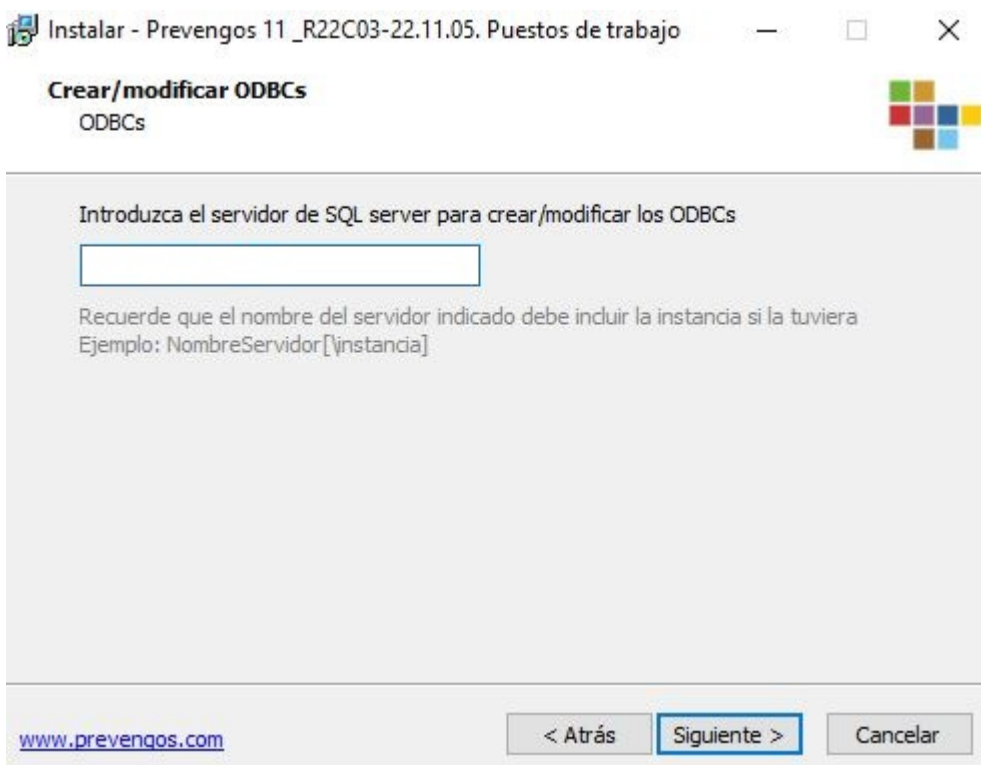 Instalar - Prevengos 11 _R22C03-22.11.05. Puestos de trabajo
Crear/modificar ODBCs
ODBCs
Introduzca el servidor de SQL server para crear/modificar los ODBCs
Recuerde que el nombre del servidor indicado debe incluir la instancia si la tuviera
Ejemplo: NombreServidor[\instancia]
www.prevengos.com
< Atrás
Siguiente >
Cancelar